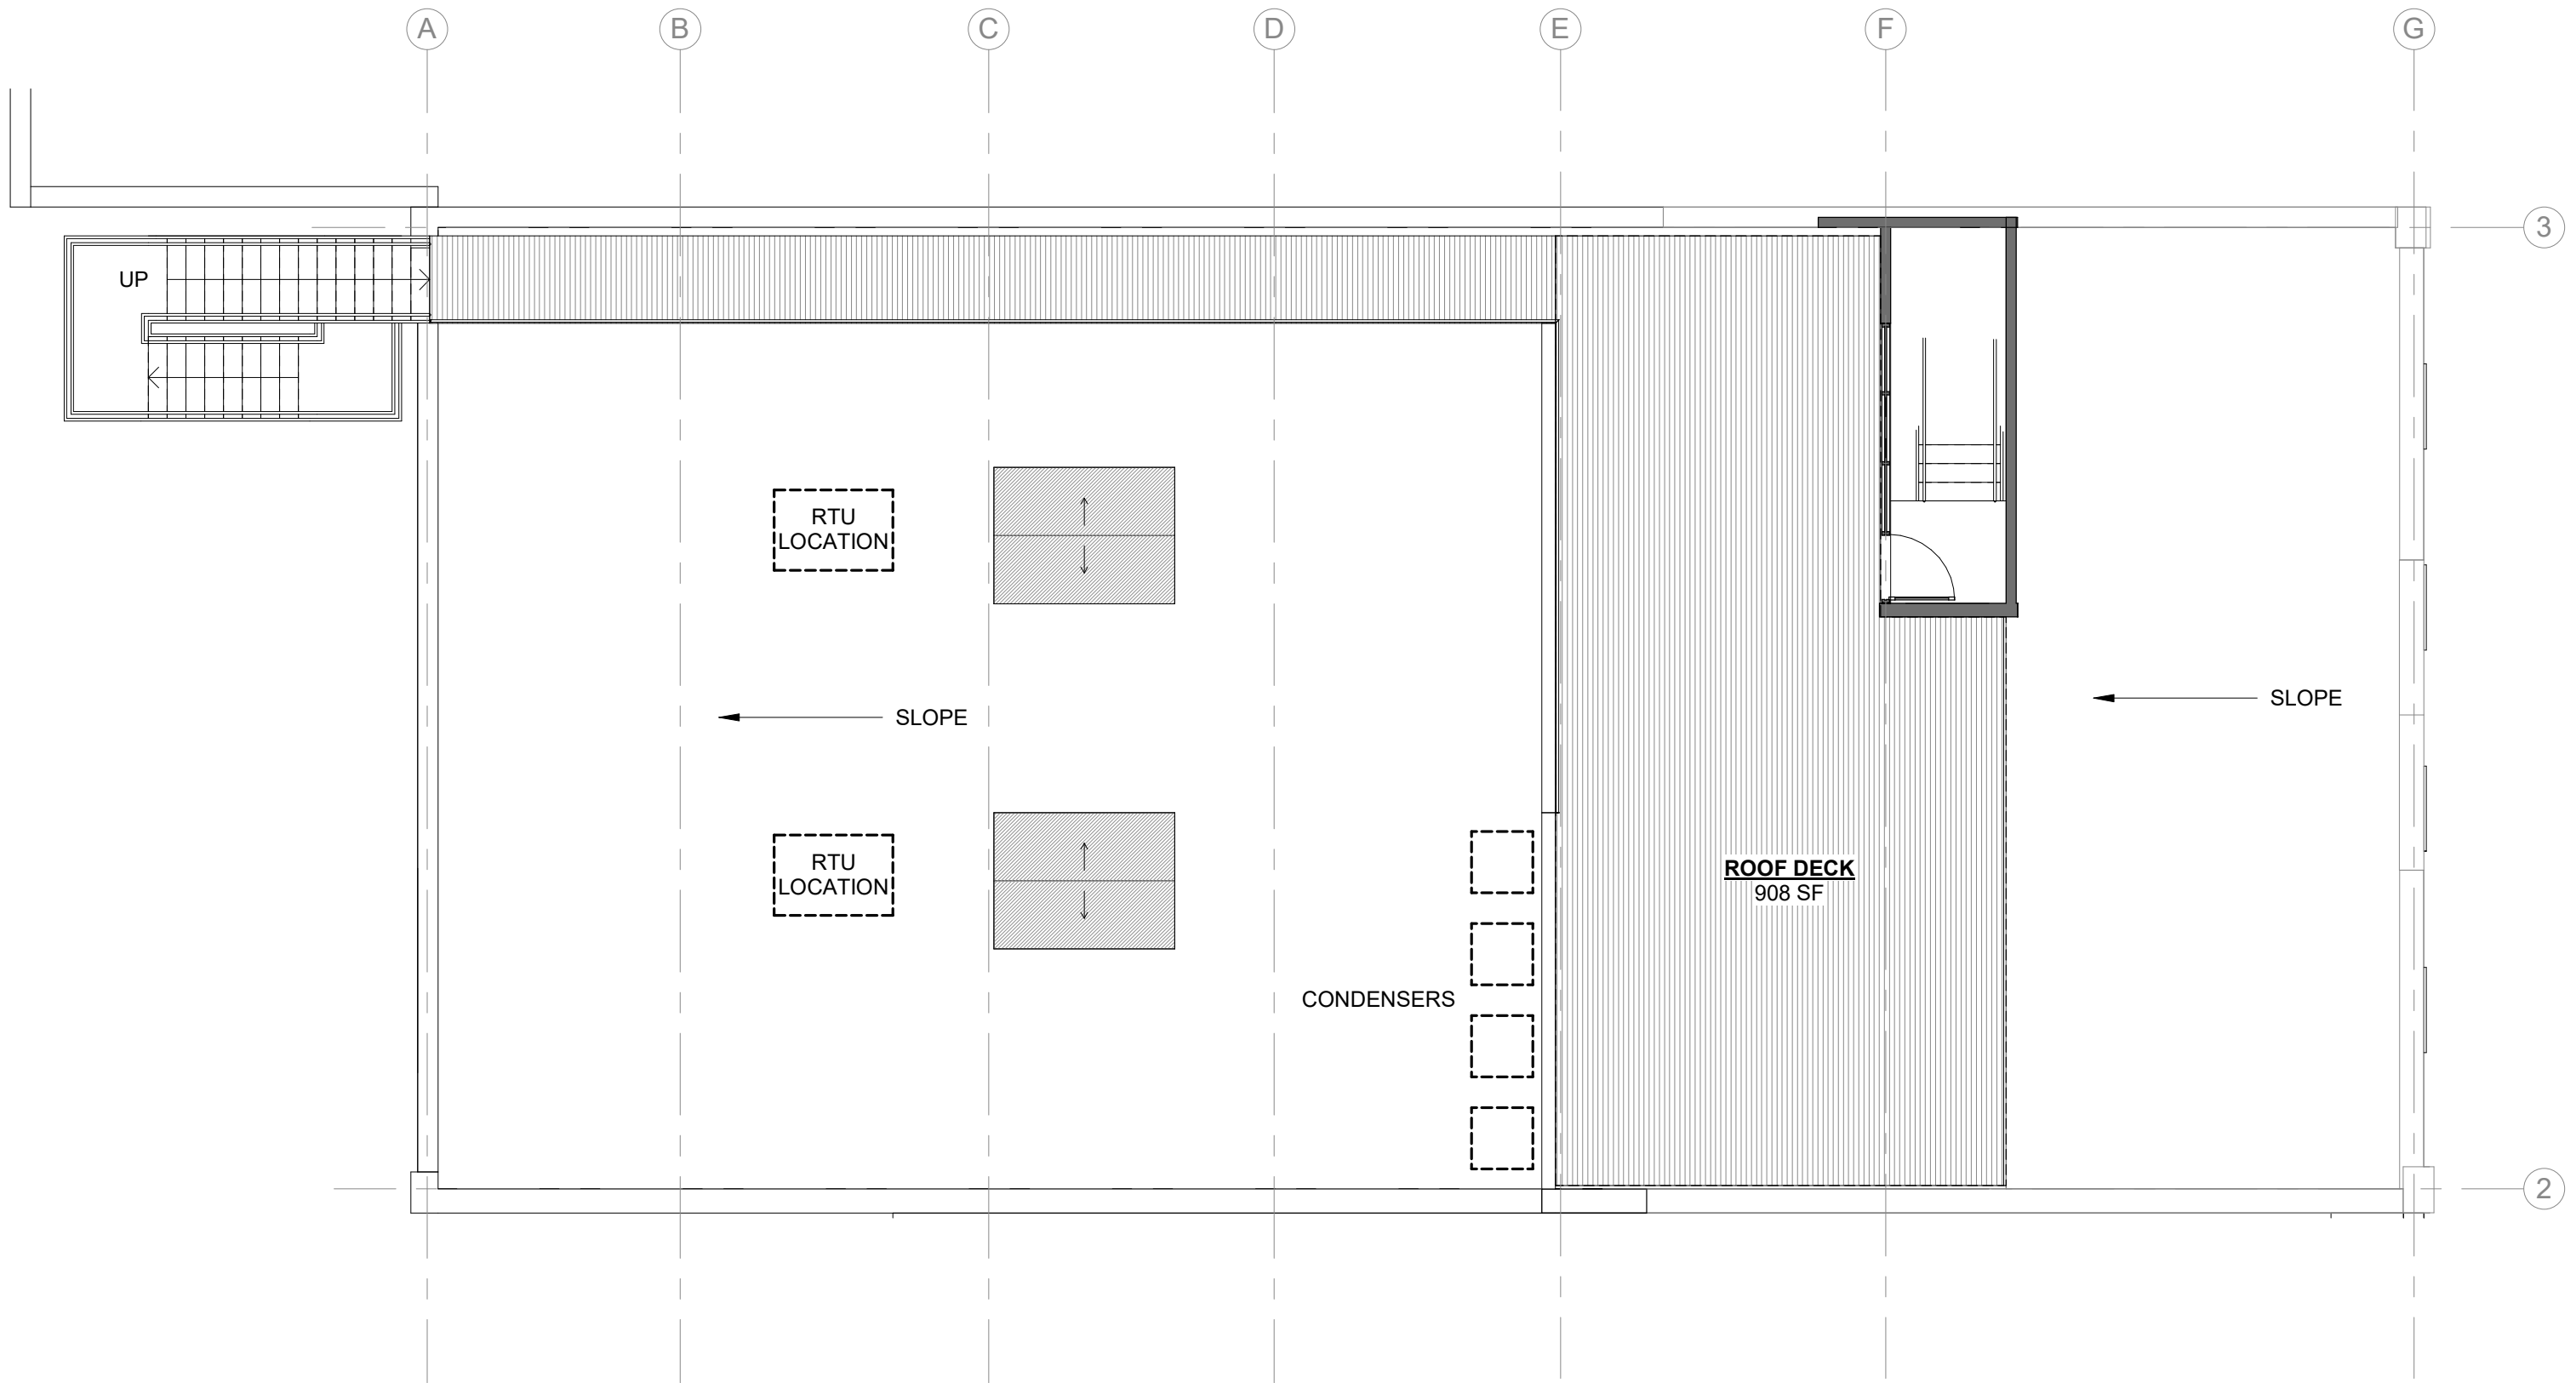 A
B
C
D
E
F
G
3
UP
RTU
LOCATION
SLOPE
SLOPE
RTU
LOCATION
ROOF DECK
908 SF
CONDENSERS
2